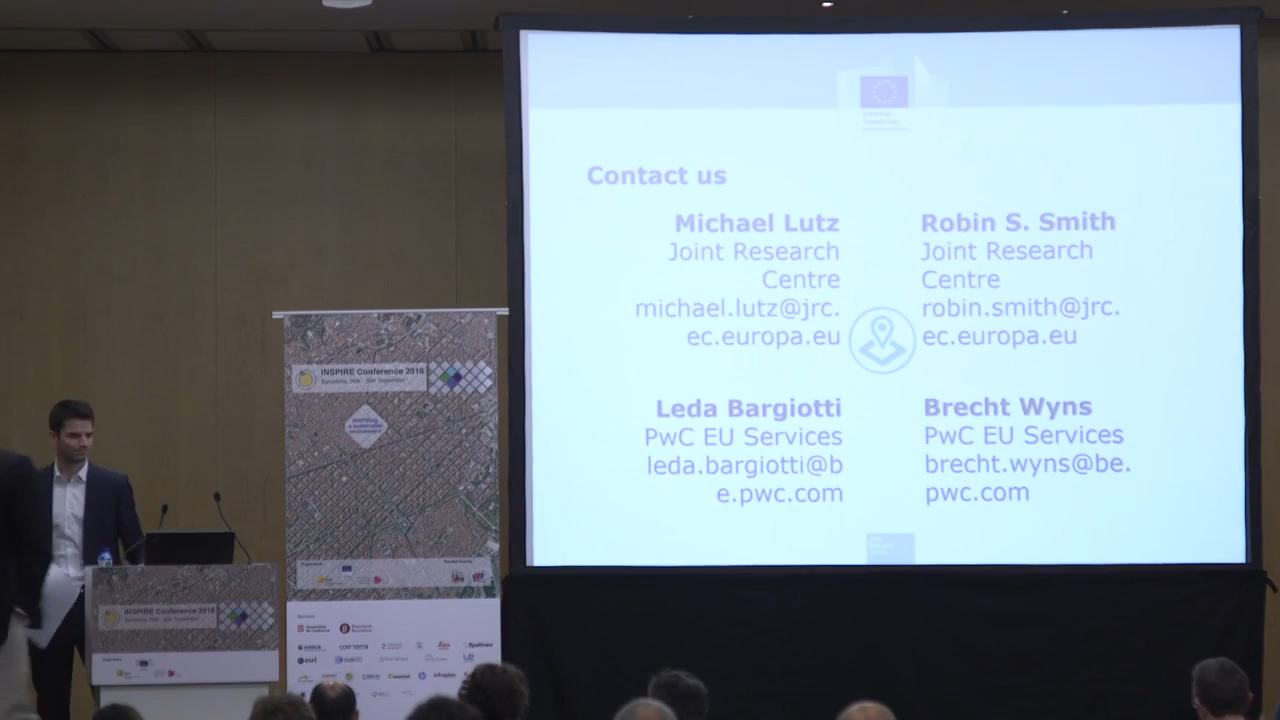 Contact us
Michael Lutz
Joint Research
Centre
michael.lutz@jrc.
ec.europa.eu
Robin S. Smith
Joint Research
Centre
robin.smith@jrc.
ec.europa.eu
Leda Bargiotti
PwC EU Services
leda.bargiotti@b
e.pwc.com
Brecht Wyns
PwC EU Services
brecht.wyns@be.
pwc.com
INSPIRE Conference 2016
INSPIRE Conference 2016